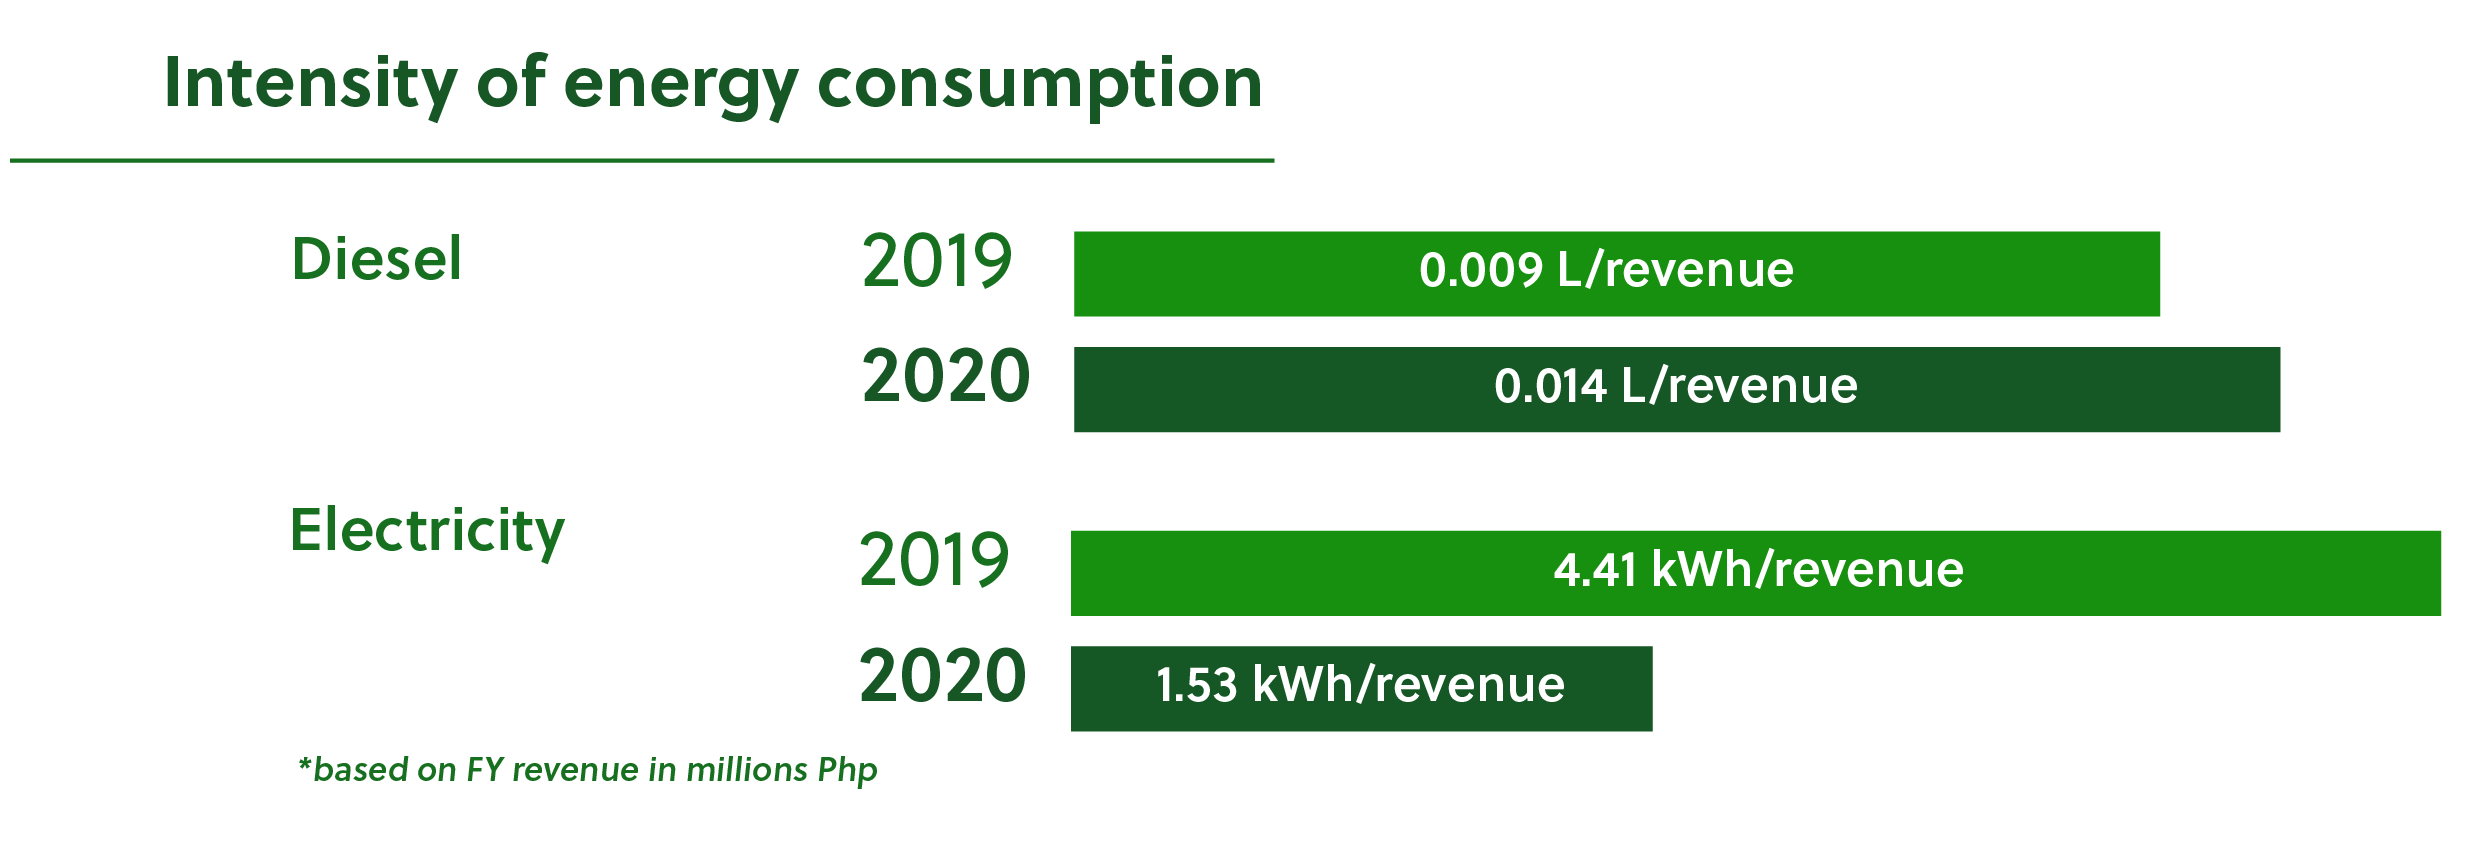 Intensity of energy consumption
Diesel
2019
0.009 L/revenue
2020
0.014 L/revenue
Electricity
2019
4.41 kWh/revenue
2020
1.53 kWh/revenue
*based on FY revenue in millions Php